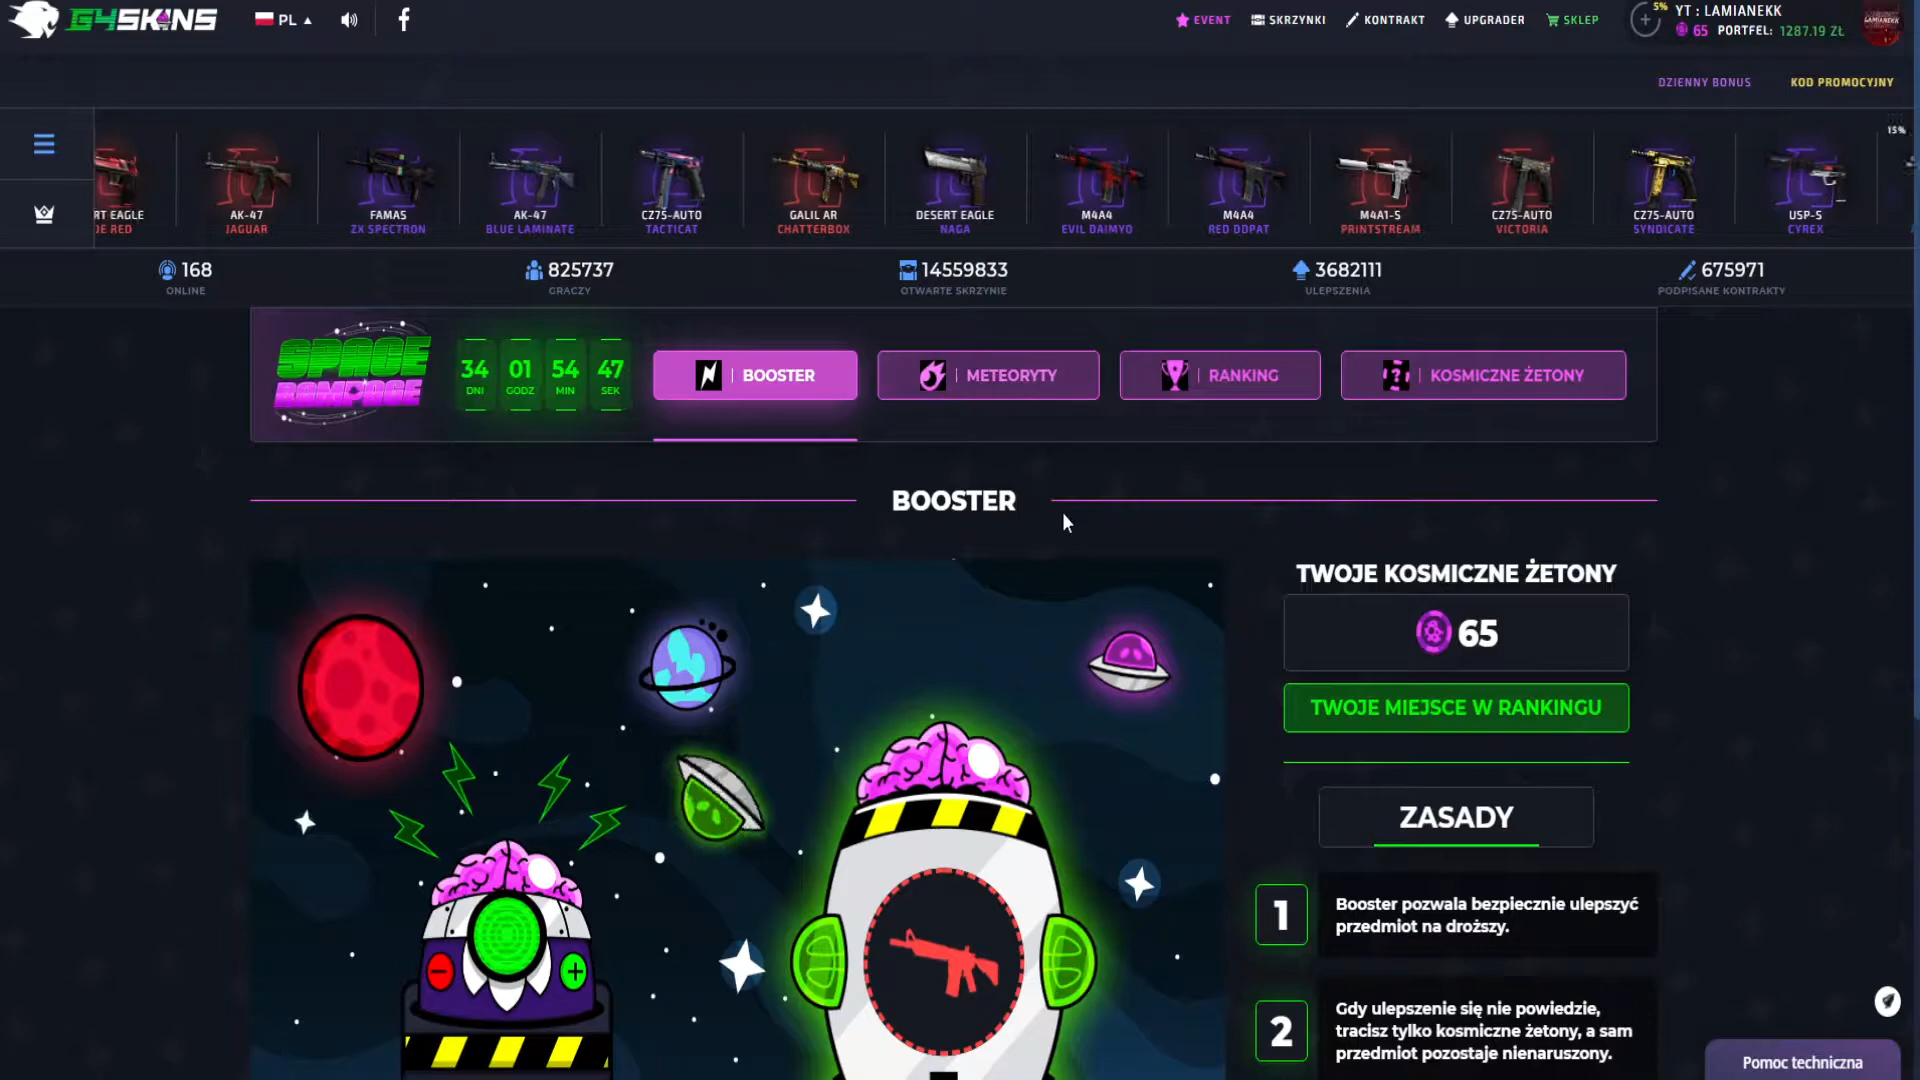 G4SKINS
PL
EVENT
SKRZYNKI
KONTRAKT
UPGRADER
SKLEP
5%
YT : LAMIANEKK
65 PORTFEL: 1287.19 ZŁ
LAMIANEKK
DZIENNY BONUS
KOD PROMOCYJNY
15%
RT EAGLE
DE RED
AK-47
JAGUAR
FAMAS
ZX SPECTRON
AK-47
BLUE LAMINATE
CZ75-AUTO
TACTICAT
GALIL AR
CHATTERBOX
DESERT EAGLE
NAGA
M4A4
EVIL DAIMYO
M4A4
RED DDPAT
M4A1-S
PRINTSTREAM
CZ75-AUTO
VICTORIA
CZ75-AUTO
SYNDICATE
USP-S
CYREX
168
ONLINE
825737
GRACZY
14559833
OTWARTE SKRZYNIE
3682111
ULEPSZENIA
675971
PODPISANE KONTRAKTY
SPACE
RAMPAGE
34
DNI
01
GODZ
54
MIN
47
SEK
BOOSTER
METEORYTY
RANKING
KOSMICZNE ŻETONY
BOOSTER
TWOJE KOSMICZNE ŻETONY
65
TWOJE MIEJSCE W RANKINGU
ZASADY
1
Booster pozwala bezpiecznie ulepszyć
przedmiot na droższy.
2
Gdy ulepszenie się nie powiedzie,
tracisz tylko kosmiczne żetony, a sam
przedmiot pozostaje nienaruszony.
Pomoc techniczna